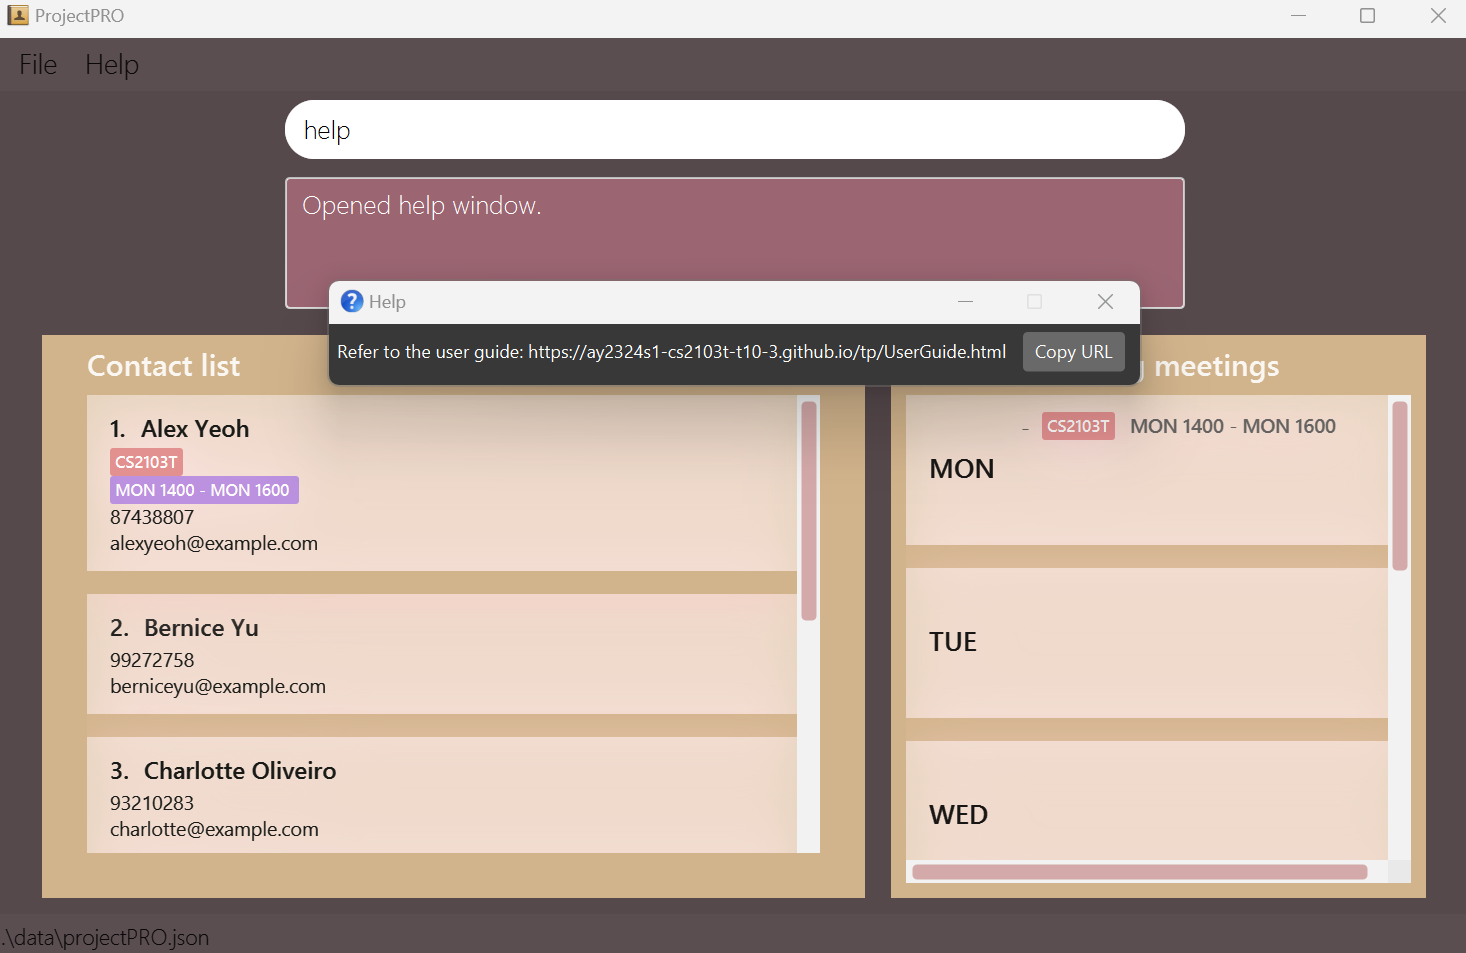 ProjectPRO
File Help
help
Opened help window.
Help
Refer to the user guide: https://ay2324s1-cs2103t-t10-3.github.io/tp/UserGuide.html Copy URL
Contact list
1. Alex Yeoh
CS2103T
MON 1400 - MON 1600
87438807
alexyeoh@example.com
2. Bernice Yu
99272758
berniceyu@example.com
3. Charlotte Oliveiro
93210283
charlotte@example.com
meetings
- CS2103T MON 1400 - MON 1600
MON
TUE
WED
.\data\projectPRO.json